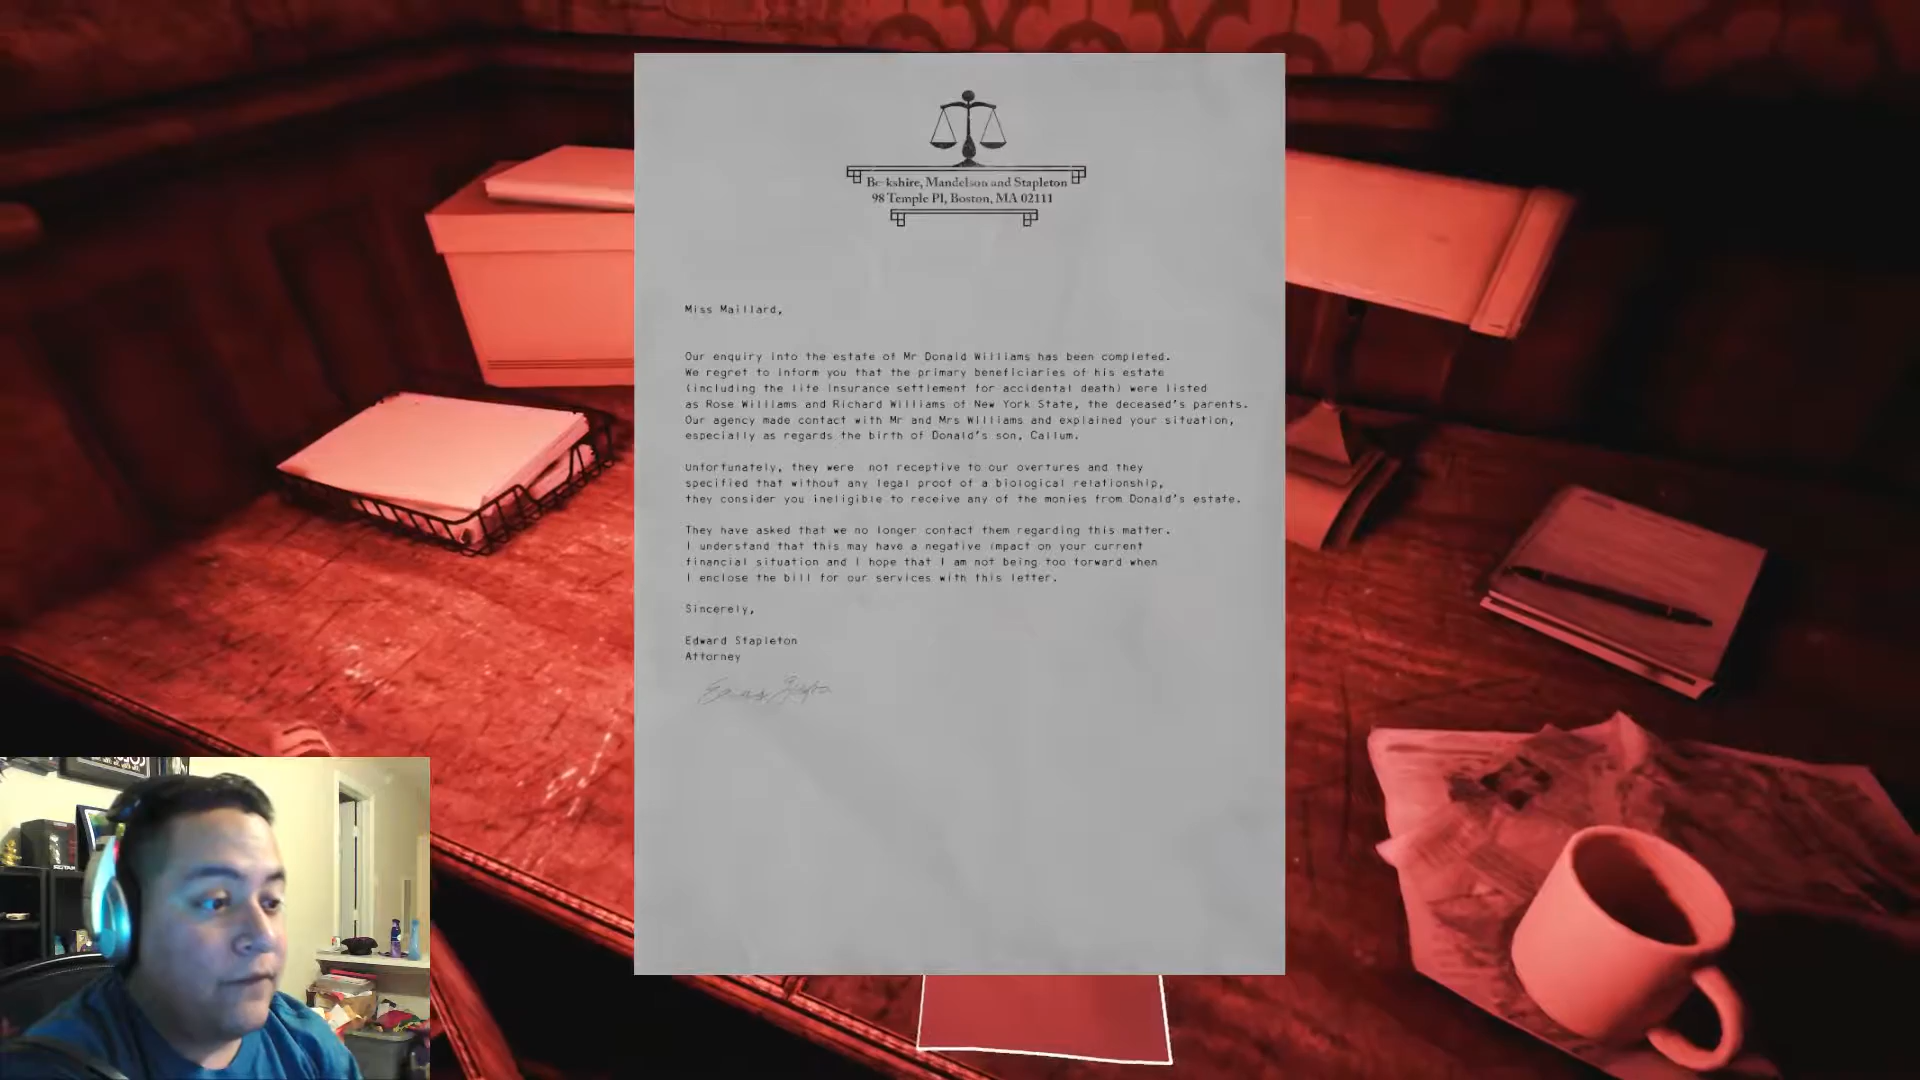 Be kshire, Mandelson and Stapleton
98 Temple Pl, Boston, MA 02111
Miss Maillard,
Our enquiry into the estate of Mr Donald Williams has been completed.
We regret to inform you that the primary beneficiaries of his estate
(including the life insurance settlement for accidental death) were listed
as Rose Williams and Richard Williams of New York State, the deceased's parents.
Our agency made contact with Mr and Mrs Williams and explained your situation,
especially as regards the birth of Donald's son, Callum.
Unfortunately, they were not receptive to our overtures and they
specified that without any legal proof of a biological relationship,
they consider you ineligible to receive any of the monies from Donald's estate.
They have asked that we no longer contact them regarding this matter.
I understand that this may have a negative impact on your current
financial situation and I hope that I am not being too forward when
I enclose the bill for our services with this letter.
Sincerely,
Edward Stapleton
Attorney